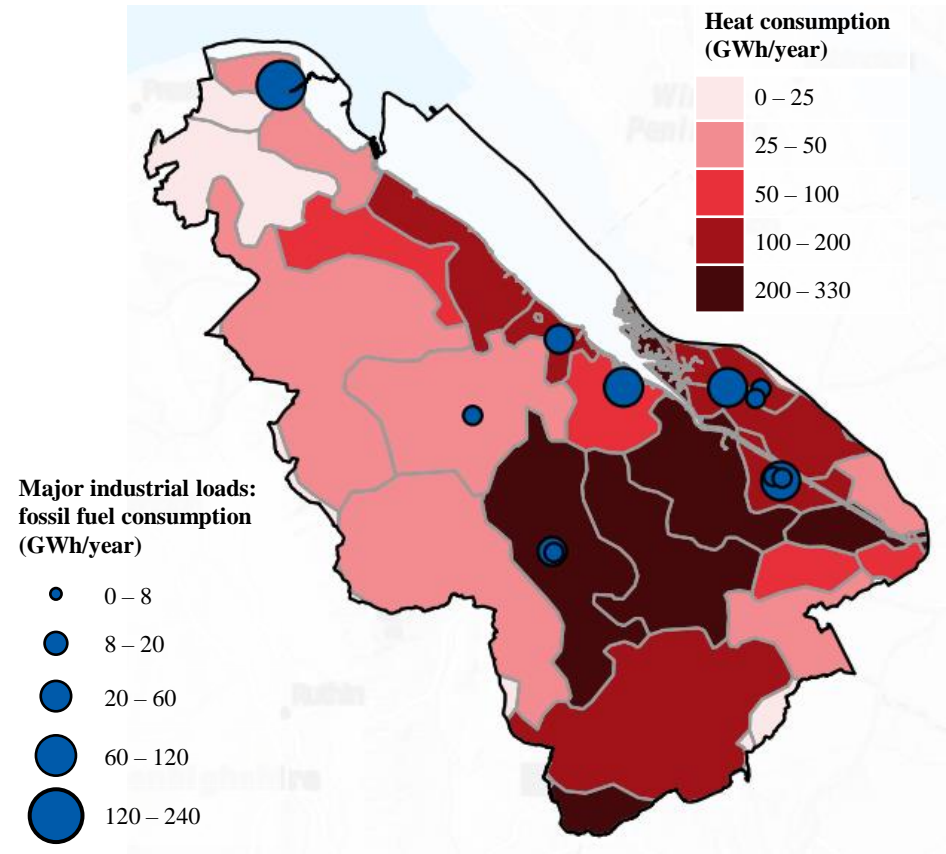 Heat consumption
(GWh/year)
0 – 25
25 – 50
50 – 100
100 – 200
200 – 330
Major industrial loads:
fossil fuel consumption
(GWh/year)
0 – 8
8 – 20
20 – 60
60 – 120
120 – 240
Ruthin